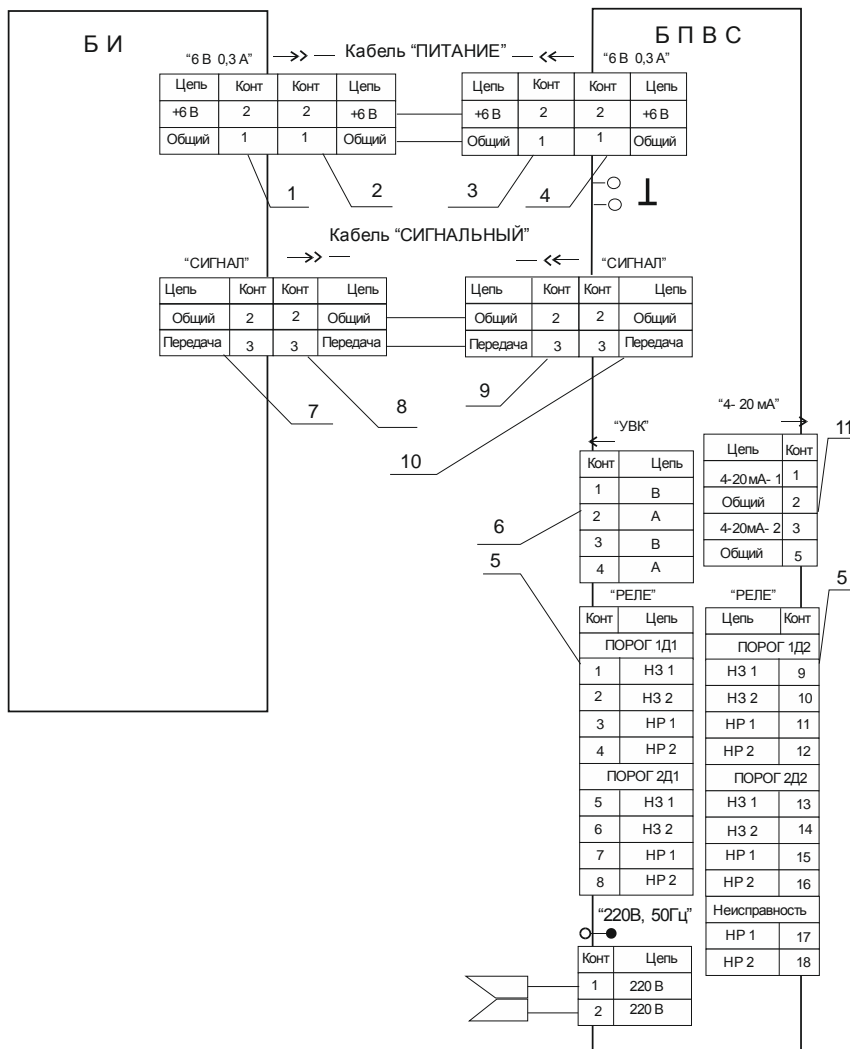 Б И
Б П В С
“6 В 0,3 А” Кабель “ПИТАНИЕ” “6 В 0,3 А”
Цепь Конт Конт Цепь Цепь Конт Конт Цепь
+6 В 2 2 +6 В +6 В 2 2 +6 В
Общий 1 1 Общий Общий 1 1 Общий
1 2 3 4
Кабель “СИГНАЛЬНЫЙ”
“СИГНАЛ” “СИГНАЛ”
Цепь Конт Конт Цепь Цепь Конт Конт Цепь
Общий 2 2 Общий Общий 2 2 Общий
Передача 3 3 Передача Передача 3 3 Передача
7 8 9 10
“УВК”
Конт Цепь
1 В
2 А
3 В
4 А
6
5
“4- 20 мА”
11
Цепь Конт
4-20 мА- 1 1
Общий 2
4-20мА- 2 3
Общий 5
“РЕЛЕ”
Конт Цепь
ПОРОГ 1Д1
1 НЗ 1
2 НЗ 2
3 НР 1
4 НР 2
ПОРОГ 2Д1
5 НЗ 1
6 НЗ 2
7 НР 1
8 НР 2
“РЕЛЕ”
5
Цепь Конт
ПОРОГ 1Д2
НЗ 1 9
НЗ 2 10
НР 1 11
НР 2 12
ПОРОГ 2Д2
НЗ 1 13
НЗ 2 14
НР 1 15
НР 2 16
Неисправность
НР 1 17
НР 2 18
“220В, 50Гц”
Конт Цепь
1 220 В
2 220 В